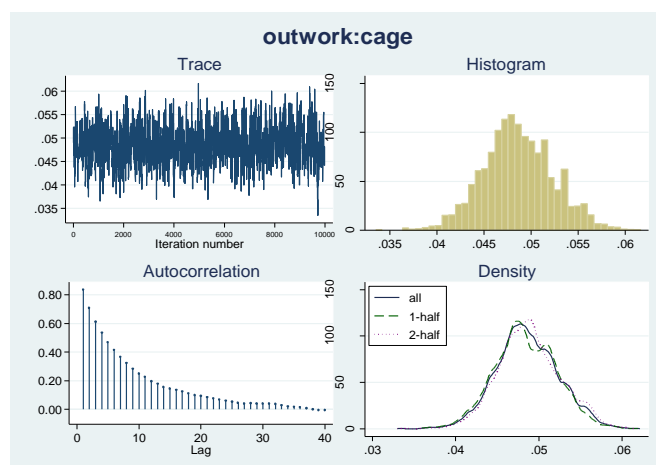 outwork:cage
Trace
.06
.055
.05
.045
.04
.035
0 2000 4000 6000 8000 10000
Iteration number
Histogram
150
100
50
0
.035 .04 .045 .05 .055 .06
Autocorrelation
0.80
0.60
0.40
0.20
0.00
0 10 20 30 40
Lag
Density
150
100
50
0
all
1-half
2-half
.03 .04 .05 .06